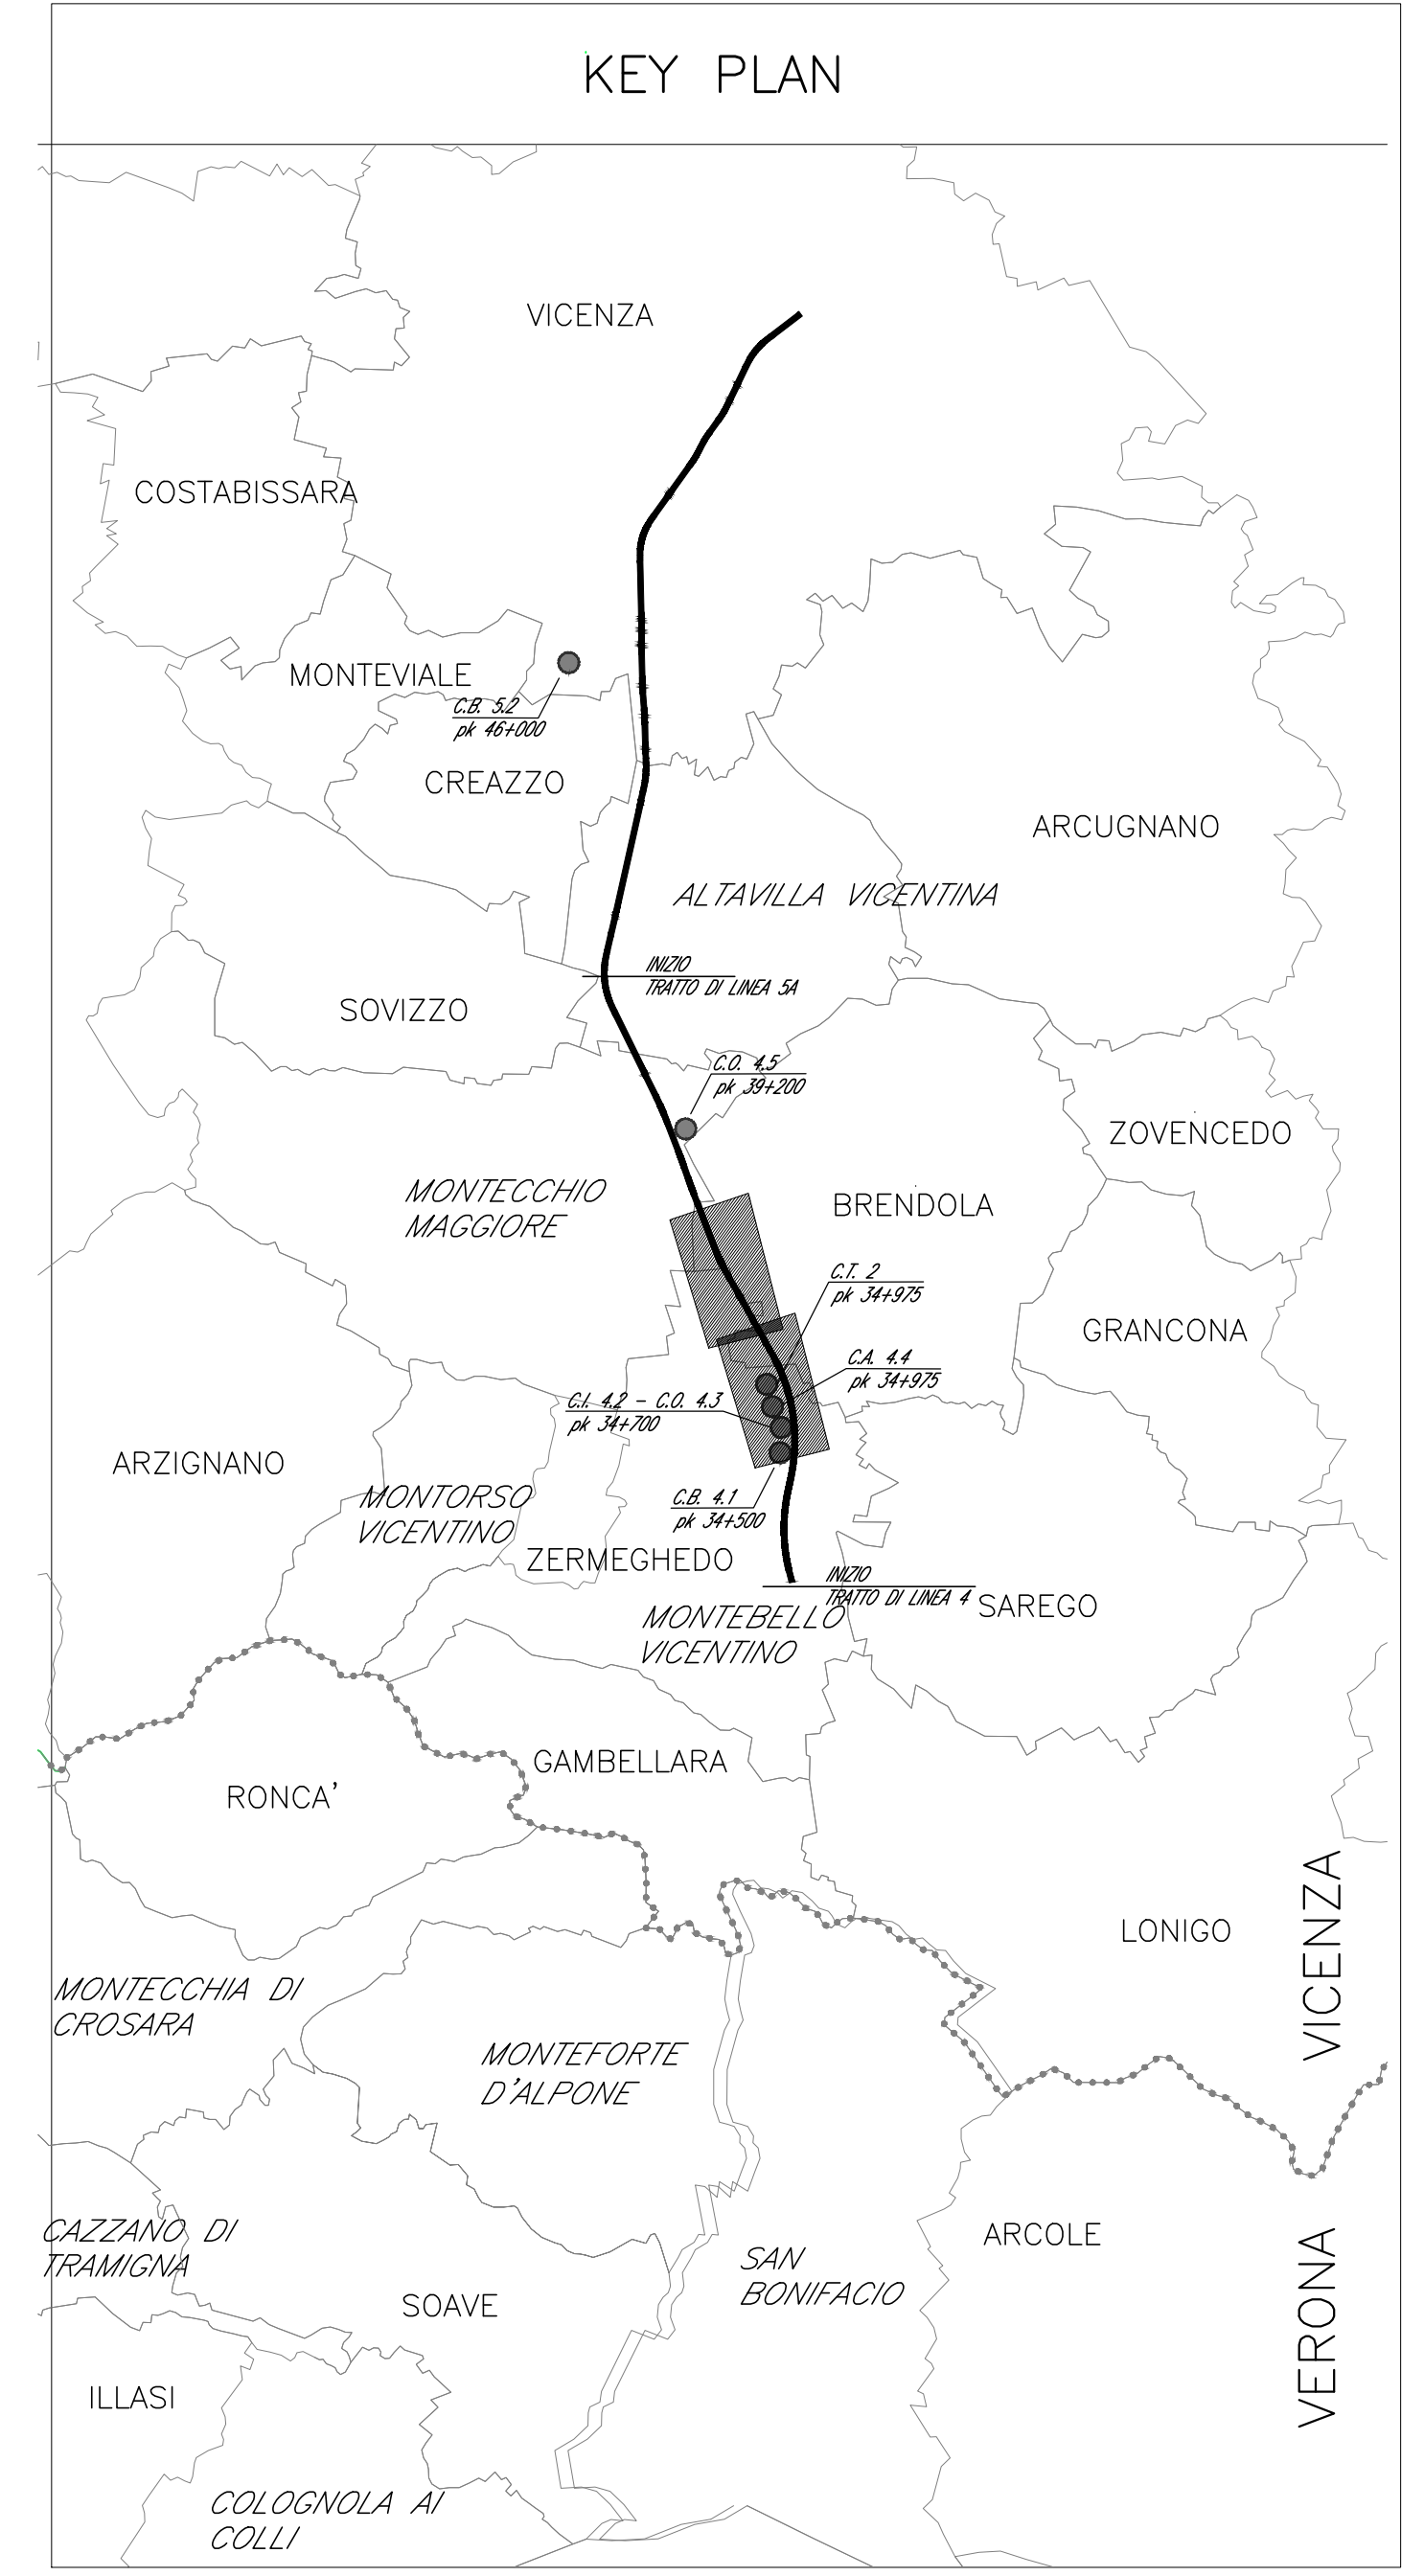 KEY PLAN
VICENZA
COSTABISSARA
MONTEVIALE
C.B. 5.2
pk 46+000
CREAZZO
ARCUGNANO
ALTAVILLA VICENTINA
INIZIO
TRATTO DI LINEA 5A
SOVIZZO
C.O. 4.5
pk 39+200
ZOVENCEDO
MONTECCHIO
MAGGIORE
BRENDOLA
C.T. 2
pk 34+975
GRANCONA
C.A. 4.4
pk 34+975
C.I. 4.2 - C.O. 4.3
pk 34+700
ARZIGNANO
MONTORSO
VICENTINO
C.B. 4.1
pk 34+500
ZERMEGHEDO
INIZIO
TRATTO DI LINEA 4
SAREGO
MONTEBELLO
VICENTINO
GAMBELLARA
RONCA'
LONIGO
VICENZA
MONTECCHIA DI
CROSARA
MONTEFORTE
D'ALPONE
CAZZANO DI
TRAMIGNA
ARCOLE
SAN
BONIFACIO
SOAVE
VERONA
ILLASI
COLOGNOLA AI
COLLI